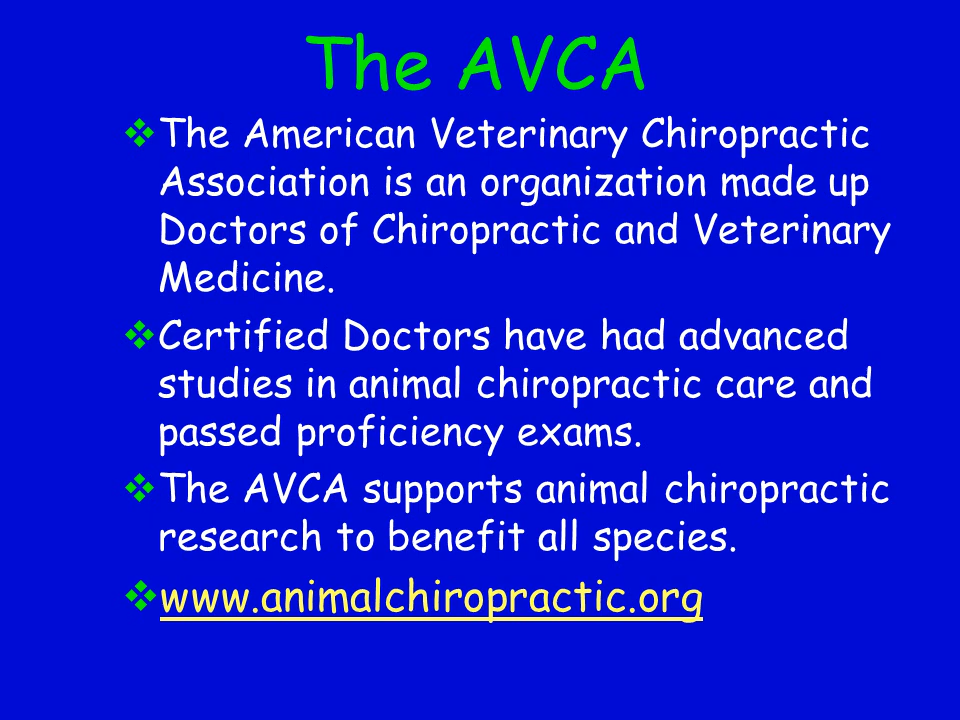 The AVCA
The American Veterinary Chiropractic
Association is an organization made up
Doctors of Chiropractic and Veterinary
Medicine.
Certified Doctors have had advanced
studies in animal chiropractic care and
passed proficiency exams.
The AVCA supports animal chiropractic
research to benefit all species.
www.animalchiropractic.org